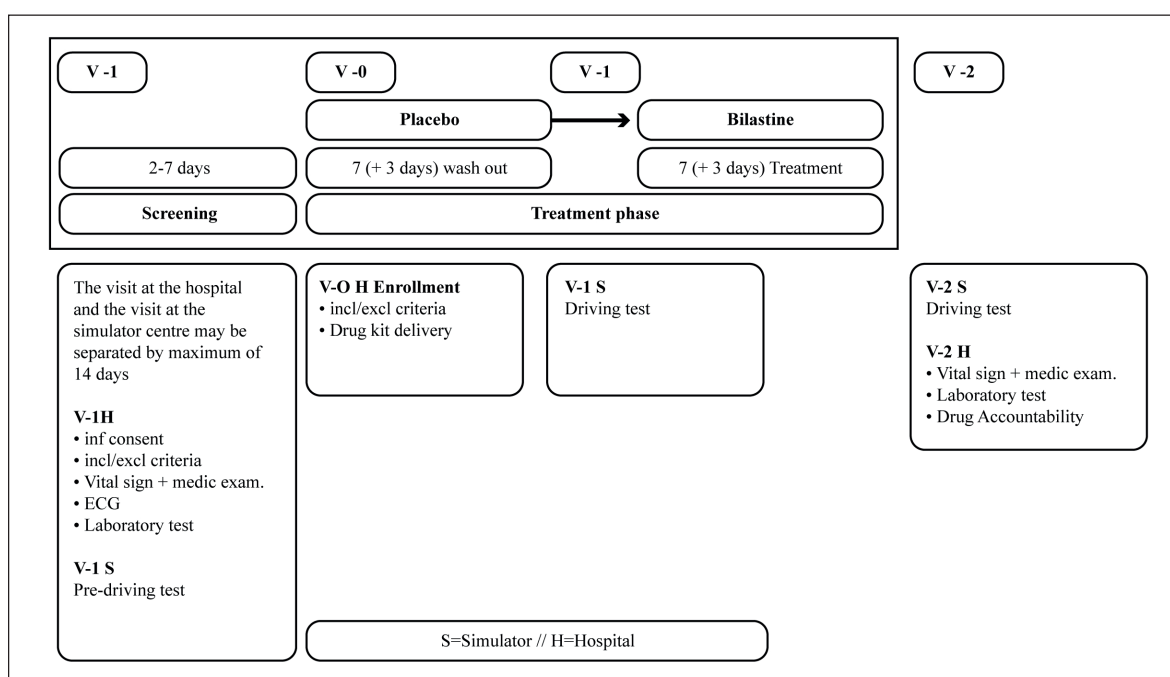 V -1
V -0
V -1
V -2
Placebo
Bilastine
2-7 days
7 (+ 3 days) wash out
7 (+ 3 days) Treatment
Screening
Treatment phase
The visit at the hospital
and the visit at the
simulator centre may be
separated by maximum of
14 days
V-1H
• inf consent
• incl/excl criteria
• Vital sign + medic exam.
• ECG
• Laboratory test
V-1 S
Pre-driving test
V-O H Enrollment
• incl/excl criteria
• Drug kit delivery
V-1 S
Driving test
V-2 S
Driving test
V-2 H
• Vital sign + medic exam.
• Laboratory test
• Drug Accountability
S=Simulator // H=Hospital